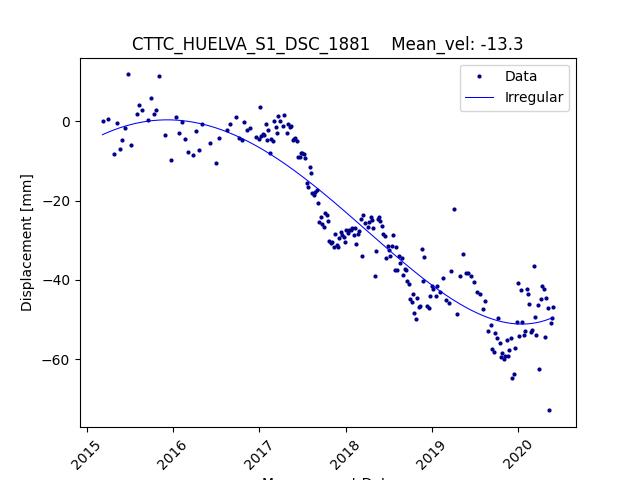 CTTC_HUELVA_S1_DSC_1881    Mean_vel: -13.3
Data
Irregular
0
−20
−40
−60
Displacement [mm]
2015
2016
2017
2018
2019
2020